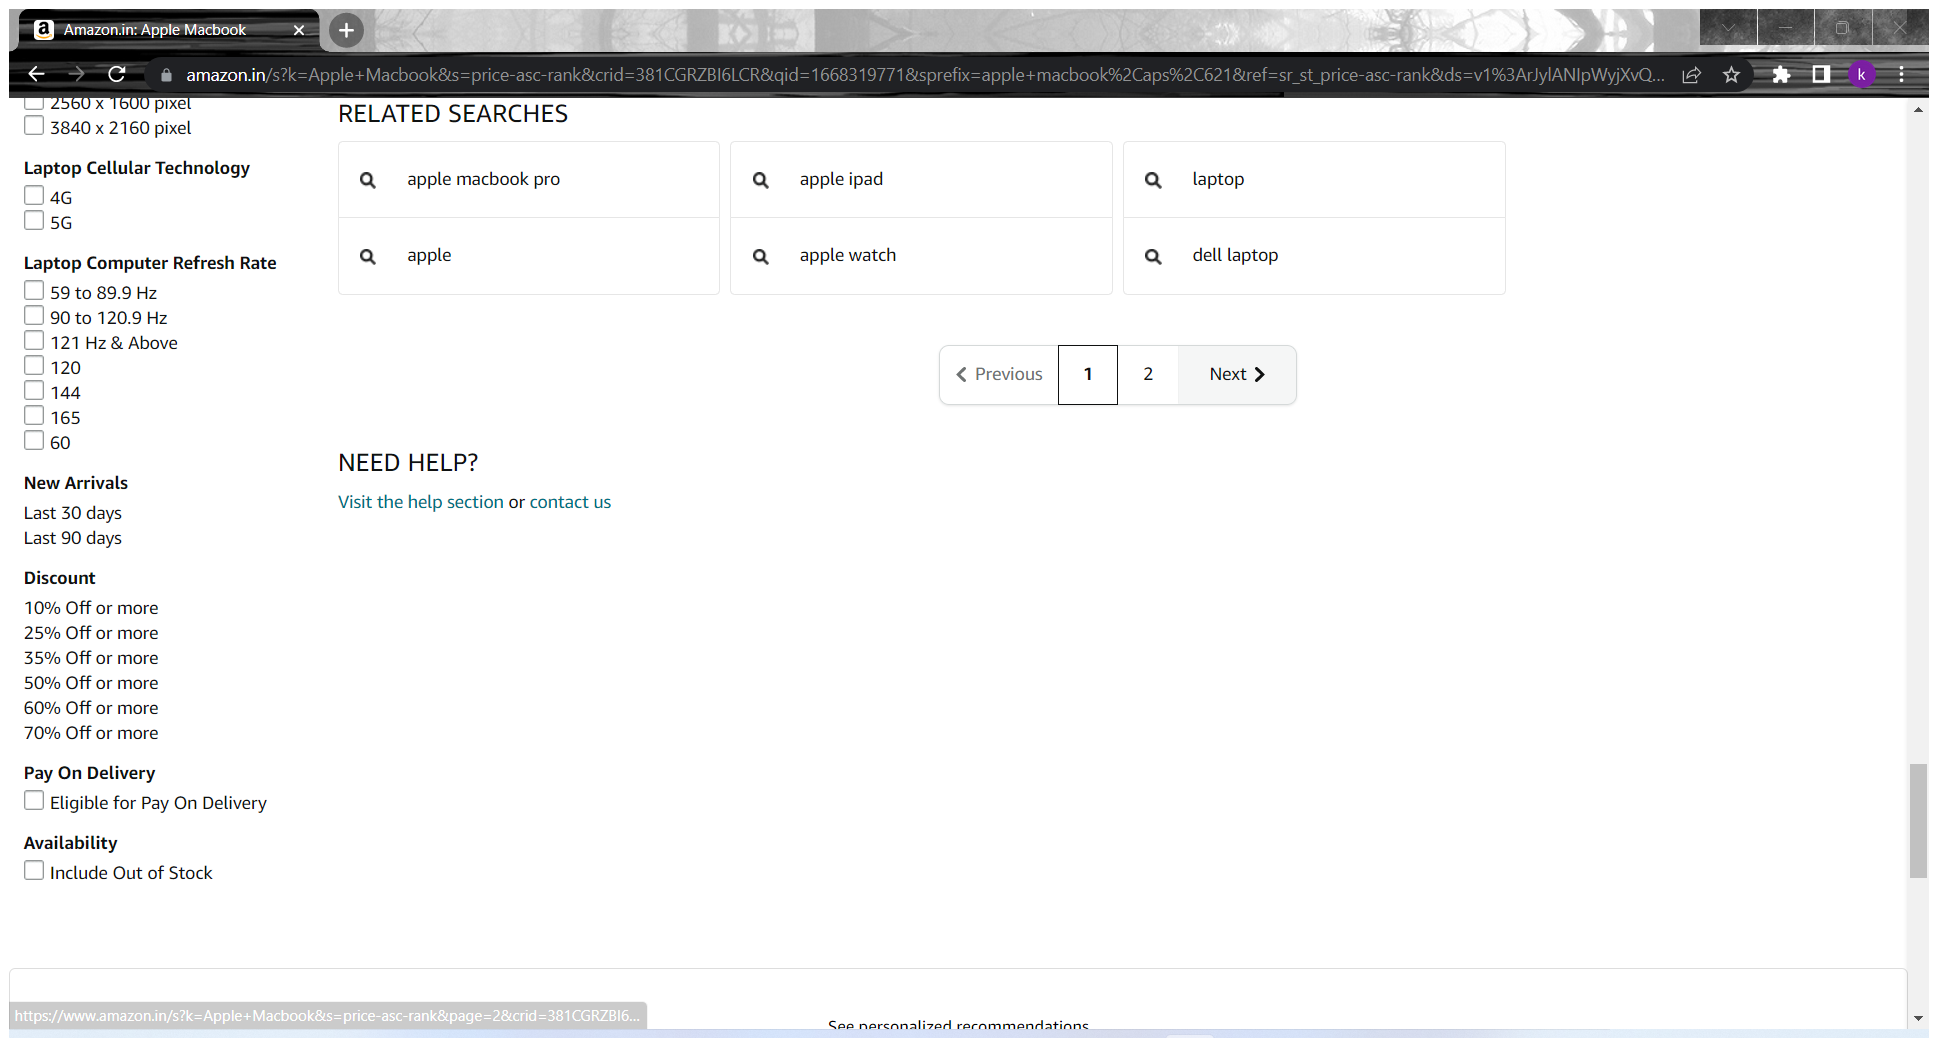 Amazon.in: Apple Macbook
amazon.in/s?k=Apple+Macbook&s=price-asc-rank&crid=381CGRZBI6LCR&qid=1668319771&sprefix=apple+macbook%2Caps%2C621&ref=sr_st_price-asc-rank&ds=v1%3ArJylANIpWyjXvQ...
k
2560 x 1600 pixel
3840 x 2160 pixel
Laptop Cellular Technology
4G
5G
Laptop Computer Refresh Rate
59 to 89.9 Hz
90 to 120.9 Hz
121 Hz & Above
120
144
165
60
New Arrivals
Last 30 days
Last 90 days
Discount
10% Off or more
25% Off or more
35% Off or more
50% Off or more
60% Off or more
70% Off or more
Pay On Delivery
Eligible for Pay On Delivery
Availability
Include Out of Stock
RELATED SEARCHES
apple macbook pro
apple ipad
laptop
apple
apple watch
dell laptop
Previous 1 2 Next
NEED HELP?
Visit the help section or contact us
See personalized recommendations
https://www.amazon.in/s?k=Apple+Macbook&s=price-asc-rank&page=2&crid=381CGRZBI6...